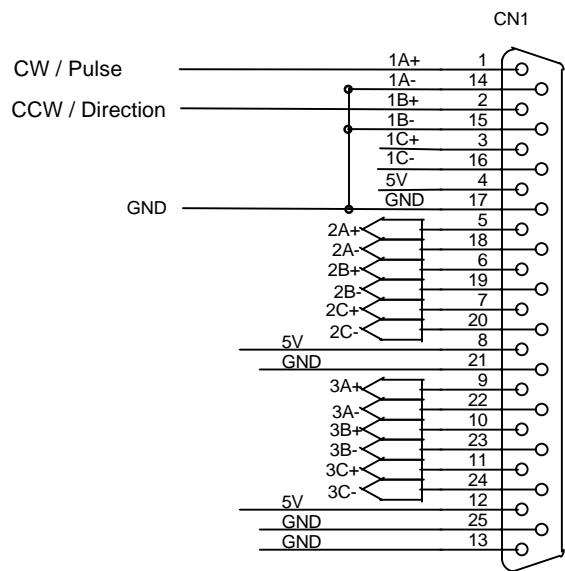 CN1
CW / Pulse 1A+ 1
1A- 14
CCW / Direction 1B+ 2
1B- 15
1C+ 3
1C- 16
5V 4
GND GND 17
2A+ 5
2A- 18
2B+ 6
2B- 19
2C+ 7
2C- 20
5V 8
GND 21
3A+ 9
3A- 22
3B+ 10
3B- 23
3C+ 11
3C- 24
5V 12
GND 25
GND 13